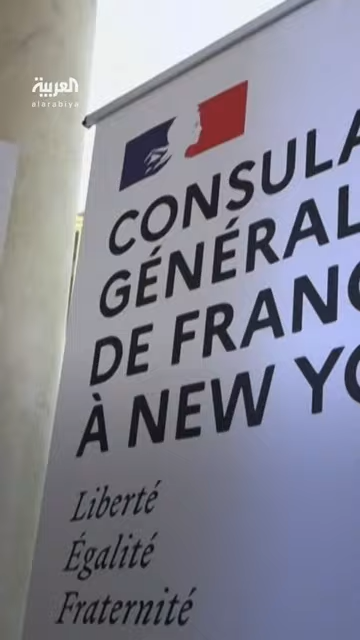 العربية
alarabiya
CONSULA
GÉNÉRAL
DE FRANC
À NEW YO
Liberté
Égalité
Fraternité